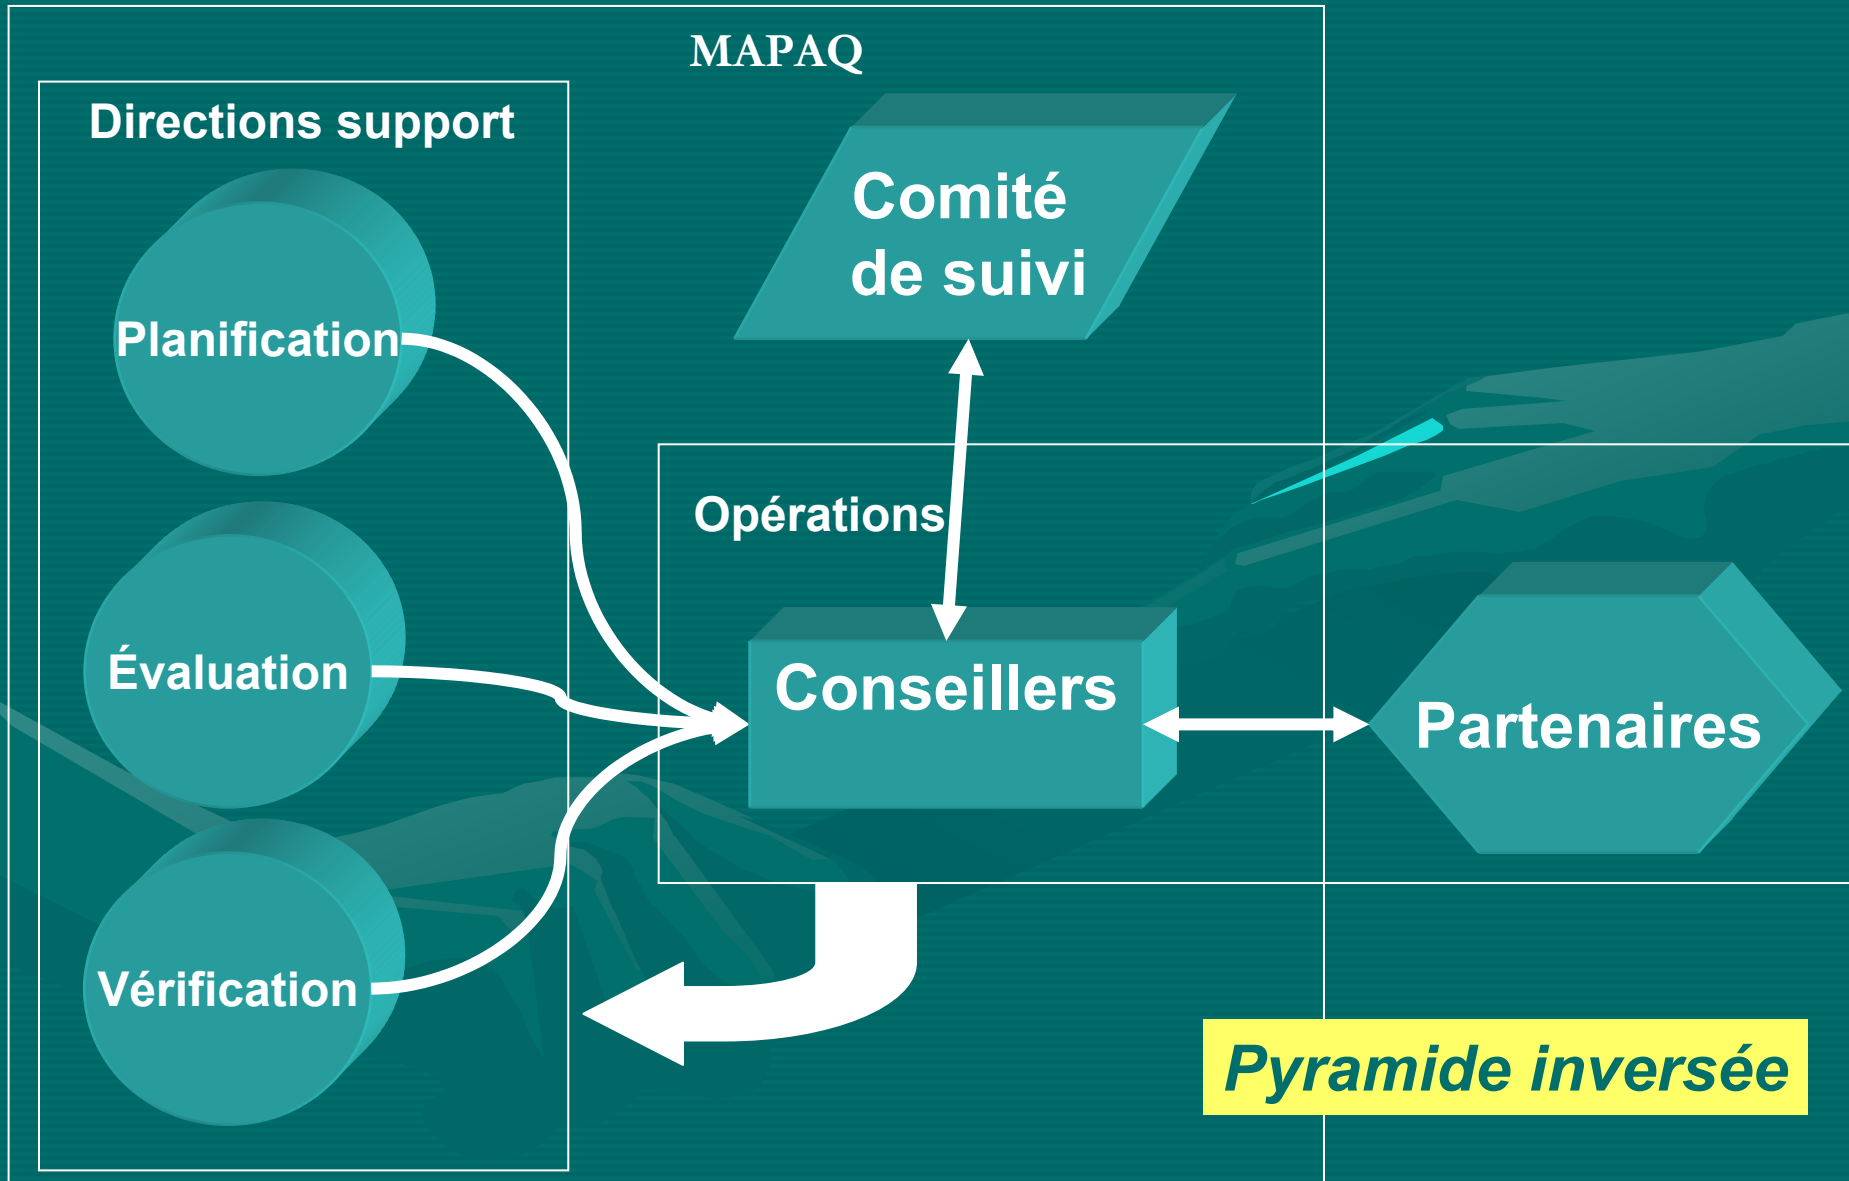 MAPAQ
Directions support
Comité
de suivi
Planification
Opérations
Évaluation
Conseillers
Partenaires
Vérification
Pyramide inversée